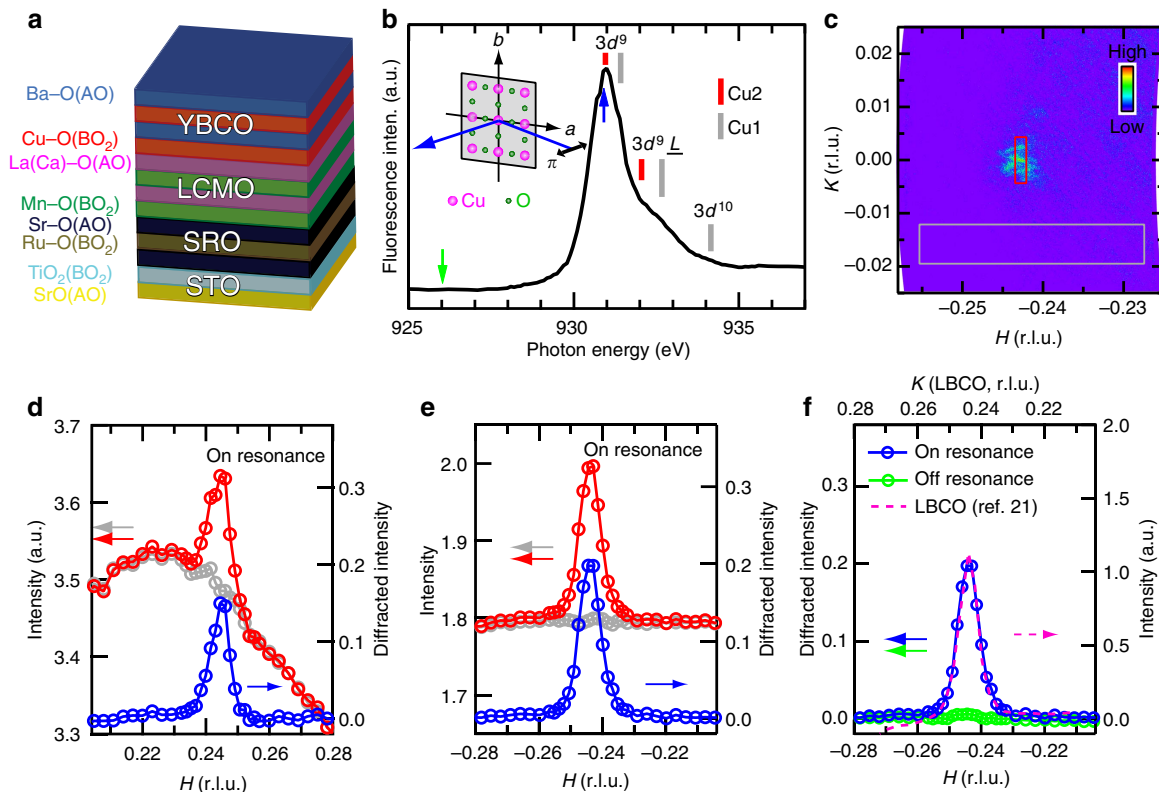 a
Ba–O(AO)
Cu–O(BO2)
La(Ca)–O(AO)
Mn–O(BO2)
Sr–O(AO)
Ru–O(BO2)
TiO2(BO2)
SrO(AO)
YBCO
LCMO
SRO
STO
b
Fluorescence inten. (a.u.)
b
a
π
Cu
O
3d9
3d9 L
3d10
Cu2
Cu1
925
930
935
Photon energy (eV)
c
K (r.l.u.)
0.02
0.01
0.00
–0.01
–0.02
High
Low
–0.25
–0.24
–0.23
H (r.l.u.)
d
On resonance
Intensity (a.u.)
3.7
3.6
3.5
3.4
3.3
0.3
0.2
0.1
0.0
Diffracted intensity
0.22
0.24
0.26
0.28
H (r.l.u.)
e
On resonance
Intensity
2.0
1.9
1.8
1.7
0.3
0.2
0.1
0.0
Diffracted intensity
–0.28
–0.26
–0.24
–0.22
H (r.l.u.)
f
K (LBCO, r.l.u.)
0.28
0.26
0.24
0.22
On resonance
Off resonance
LBCO (ref. 21)
Diffracted intensity
0.3
0.2
0.1
0.0
2.0
1.5
1.0
0.5
0.0
Intensity (a.u.)
–0.28
–0.26
–0.24
–0.22
H (r.l.u.)